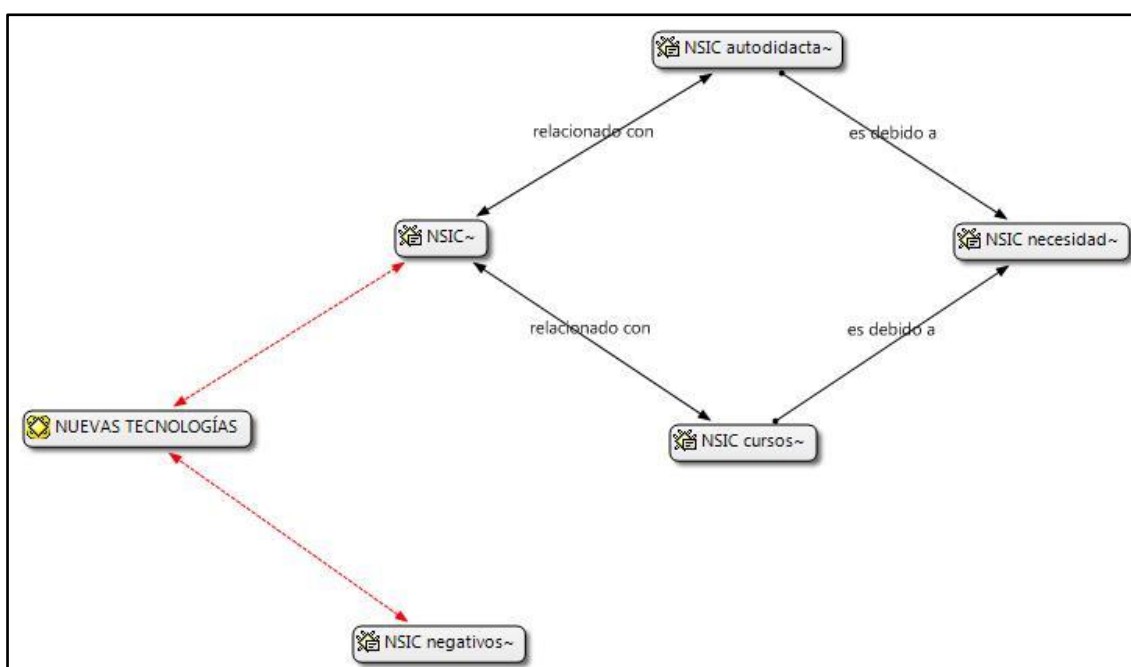 NSIC autodidacta~
relacionado con
es debido a
NSIC~
NSIC necesidad~
relacionado con
es debido a
NUEVAS TECNOLOGÍAS
NSIC cursos~
NSIC negativos~